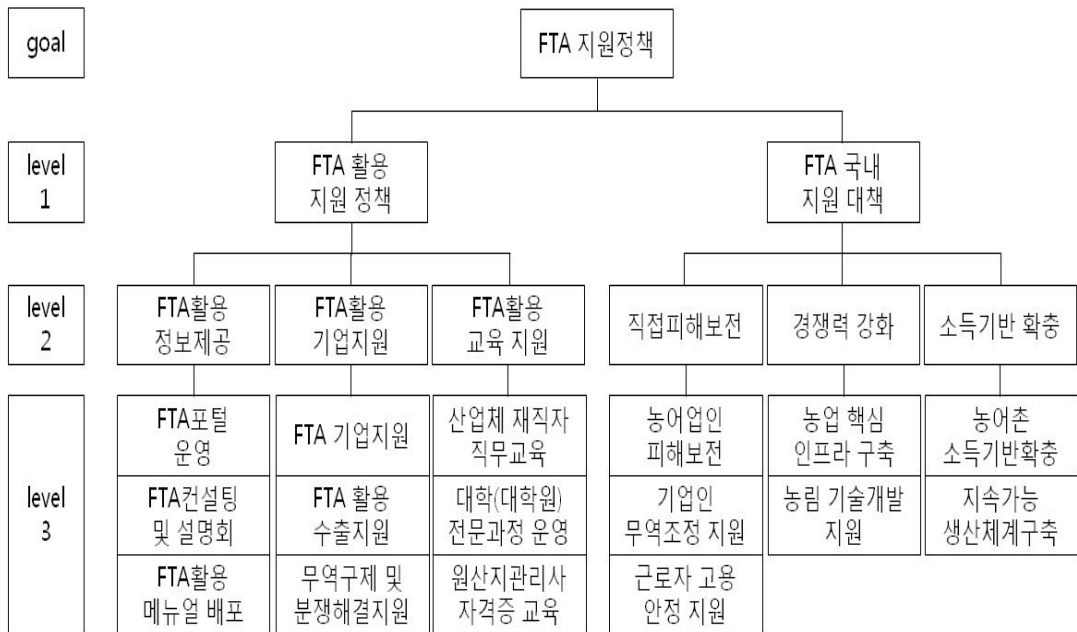 goal
FTA 지원정책
level
1
FTA 활용
지원 정책
FTA 국내
지원 대책
level
2
FTA활용
정보제공
FTA활용
기업지원
FTA활용
교육 지원
직접피해보전
경쟁력 강화
소득기반 확충
level
3
FTA포털
운영
FTA 기업지원
산업체 재직자
직무교육
농어업인
피해보전
농업 핵심
인프라 구축
농어촌
소득기반확충
FTA컨설팅
및 설명회
FTA 활용
수출지원
대학(대학원)
전문과정 운영
기업인
무역조정 지원
농림 기술개발
지원
지속가능
생산체계구축
FTA활용
메뉴얼 배포
무역구제 및
분쟁해결지원
원산지관리사
자격증 교육
근로자 고용
안정 지원